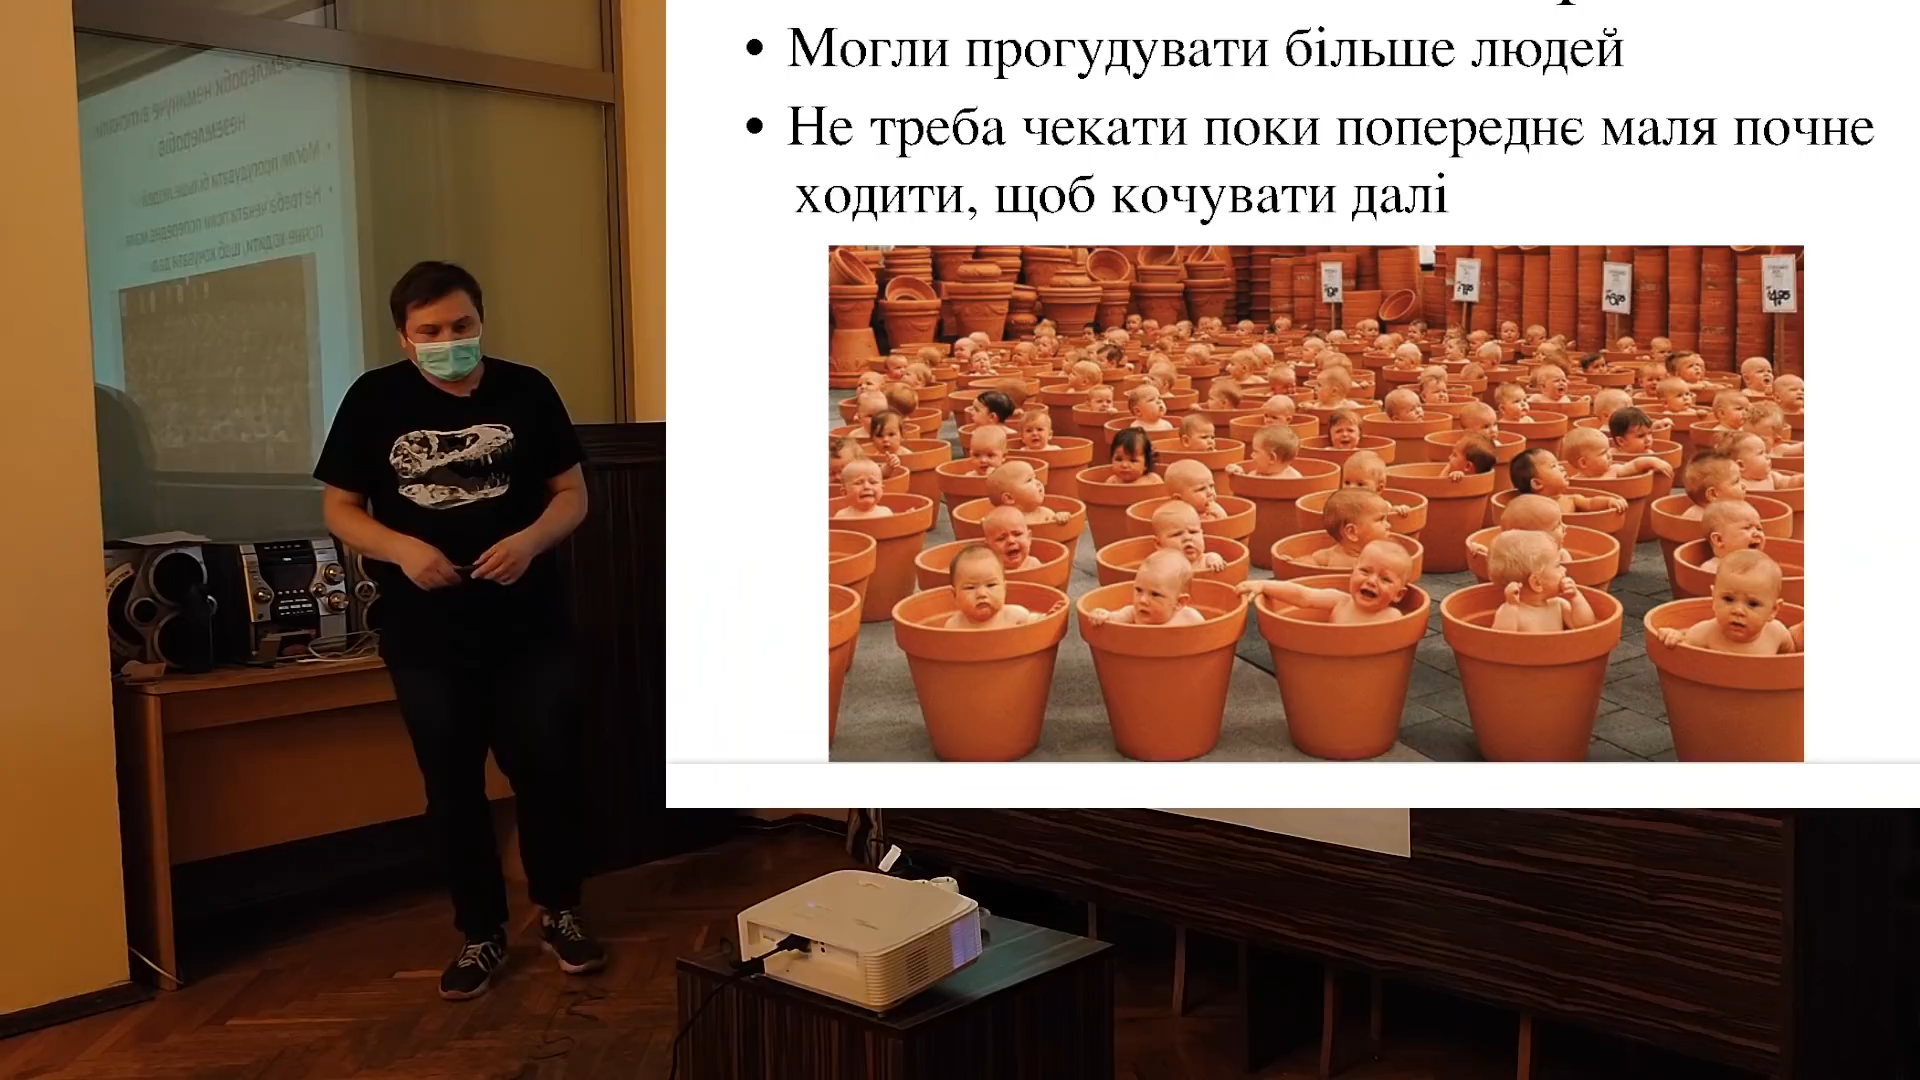 • Могли прогудувати більше людей
• Не треба чекати поки попереднє маля почне
ходити, щоб кочувати далі